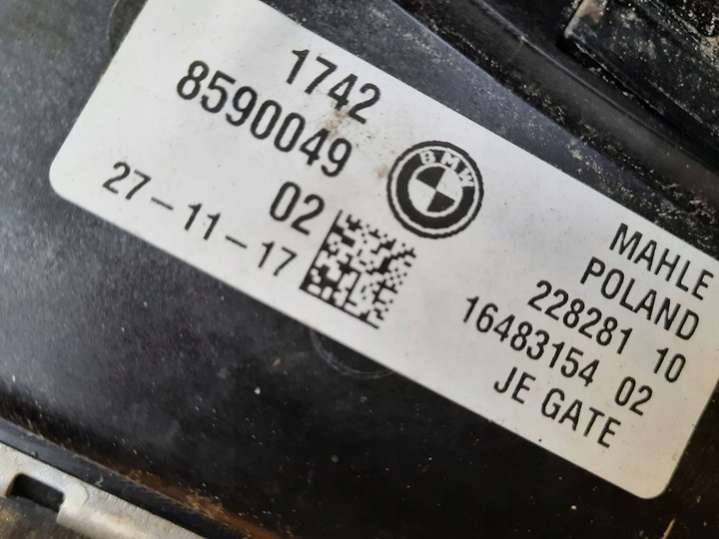 1742
8590049
02
27-11-17
BMW
MAHLE
POLAND
228281 10
16483154 02
JE GATE